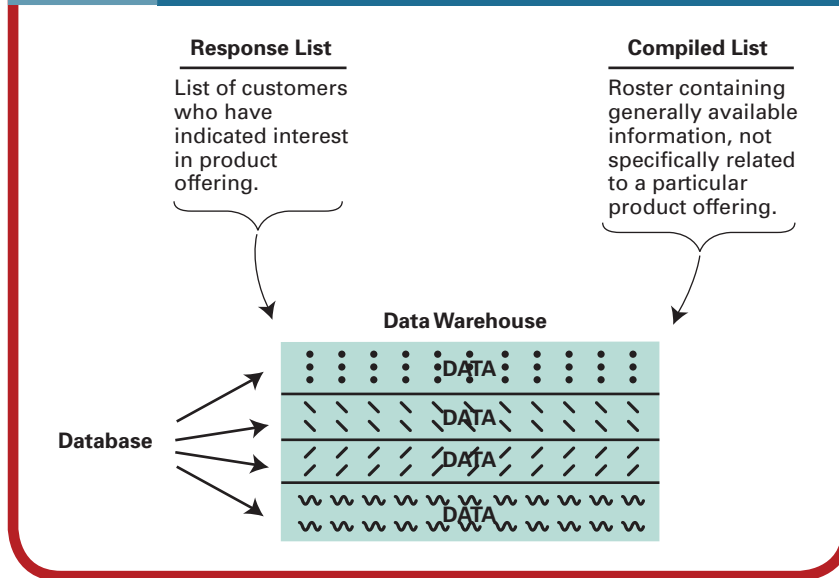 Response List
List of customers
who have
indicated interest
in product
offering.
Compiled List
Roster containing
generally available
information, not
specifically related
to a particular
product offering.
Data Warehouse
Database
DATA
DATA
DATA
DATA